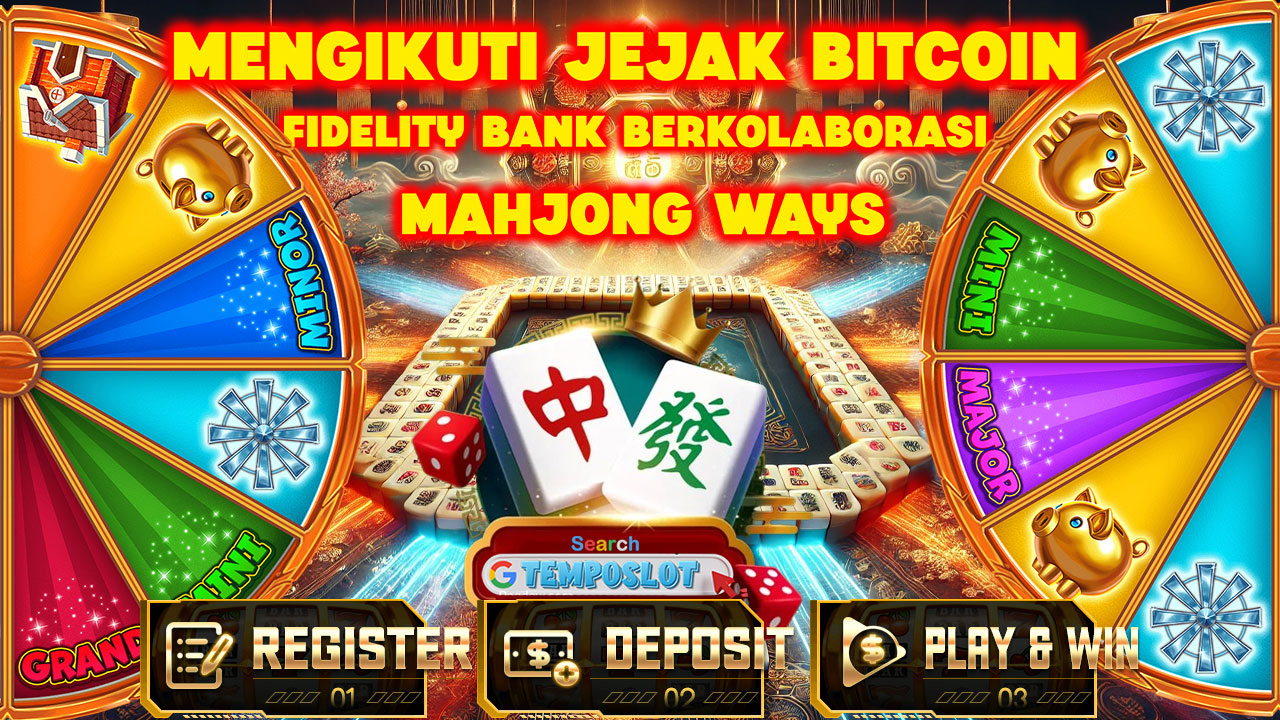 MENGIKUTI JEJAK BITCOIN
FIDELITY BANK BERKOLABORASI
MAHJONG WAYS
MINOR
MINI
MAJOR
中
發
Search
G TEMPOSLOT
MINI
GRAND
REGISTER
DEPOSIT
PLAY & WIN
01
02
03